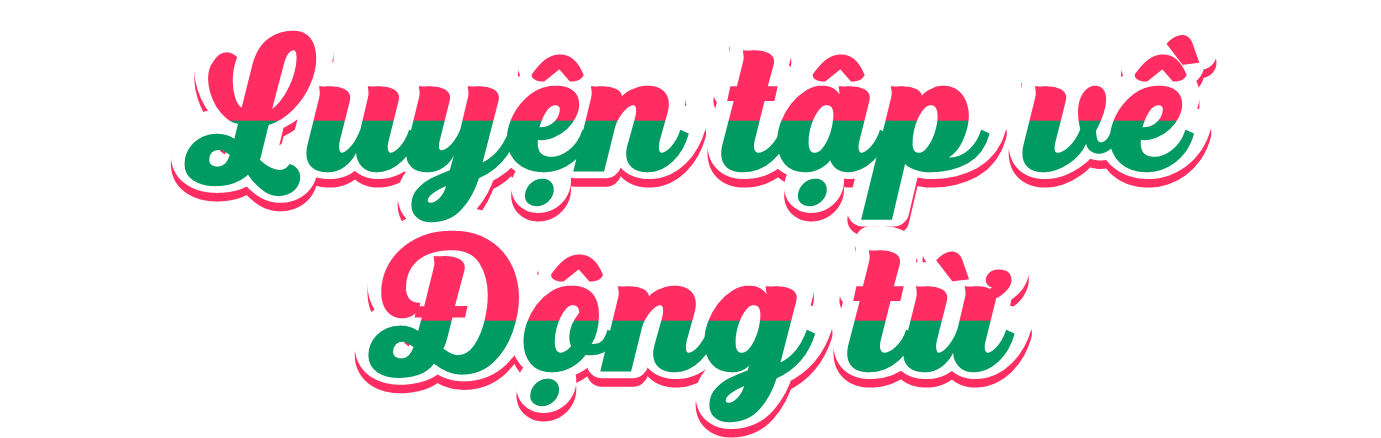 Luyện tập về
Động từ